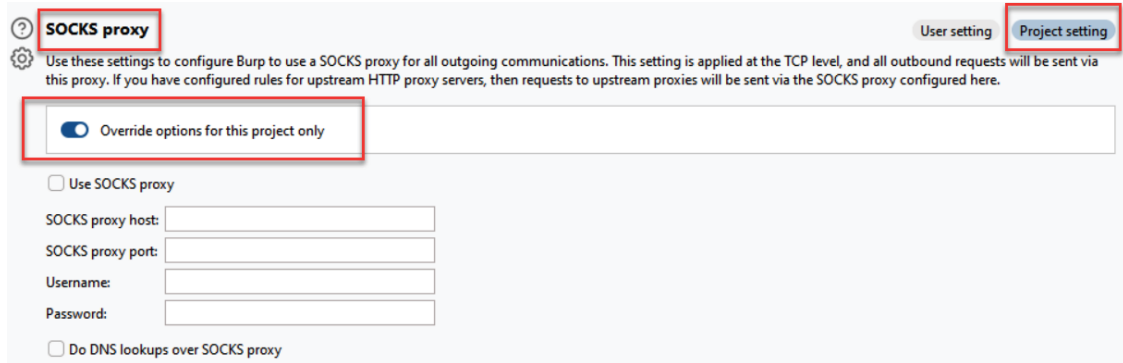 SOCKS proxy
User setting
Project setting
Use these settings to configure Burp to use a SOCKS proxy for all outgoing communications. This setting is applied at the TCP level, and all outbound requests will be sent via
this proxy. If you have configured rules for upstream HTTP proxy servers, then requests to upstream proxies will be sent via the SOCKS proxy configured here.
Override options for this project only
Use SOCKS proxy
SOCKS proxy host:
SOCKS proxy port:
Username:
Password:
Do DNS lookups over SOCKS proxy